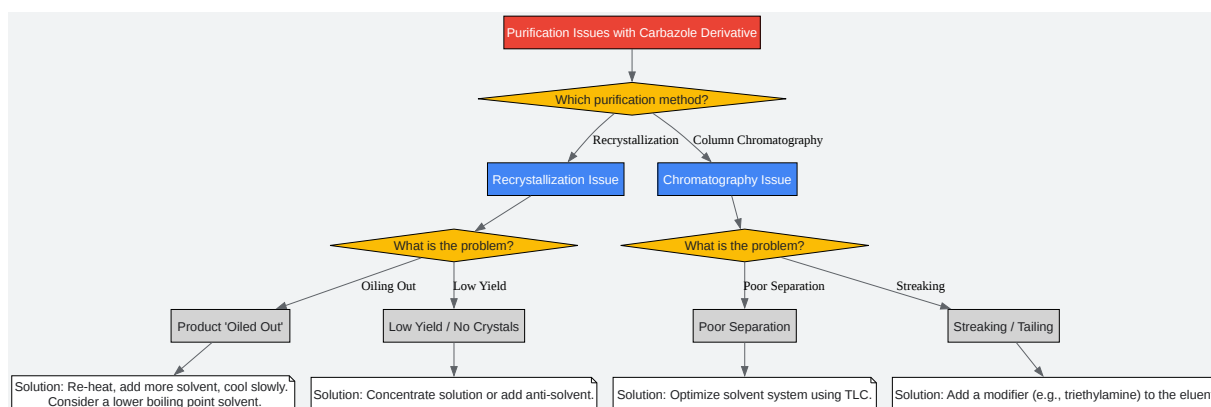 Purification Issues with Carbazole Derivative
Which purification method?
Recrystallization
Column Chromatography
Recrystallization Issue
Chromatography Issue
What is the problem?
What is the problem?
Oiling Out
Low Yield
Poor Separation
Streaking
Product 'Oiled Out'
Low Yield / No Crystals
Poor Separation
Streaking / Tailing
Solution: Re-heat, add more solvent, cool slowly.
Consider a lower boiling point solvent.
Solution: Concentrate solution or add anti-solvent.
Solution: Optimize solvent system using TLC.
Solution: Add a modifier (e.g., triethylamine) to the eluen